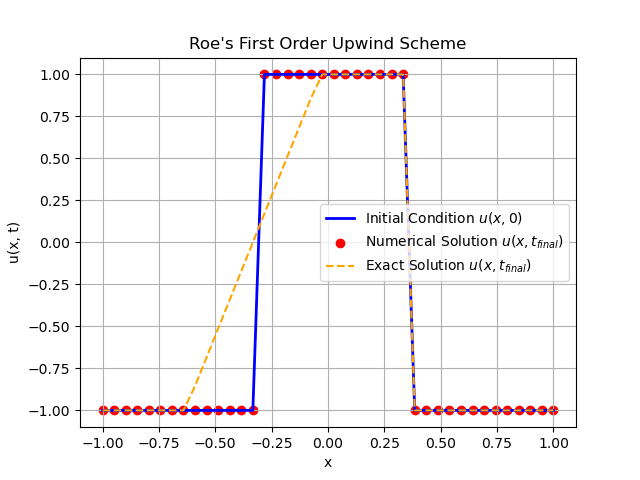 Roe's First Order Upwind Scheme
1.00
0.75
0.50
0.25
0.00
−0.25
−0.50
−0.75
−1.00
u(x, t)
Initial Condition u(x, 0)
Numerical Solution u(x, t_final)
Exact Solution u(x, t_final)
−1.00 −0.75 −0.50 −0.25 0.00 0.25 0.50 0.75 1.00
x